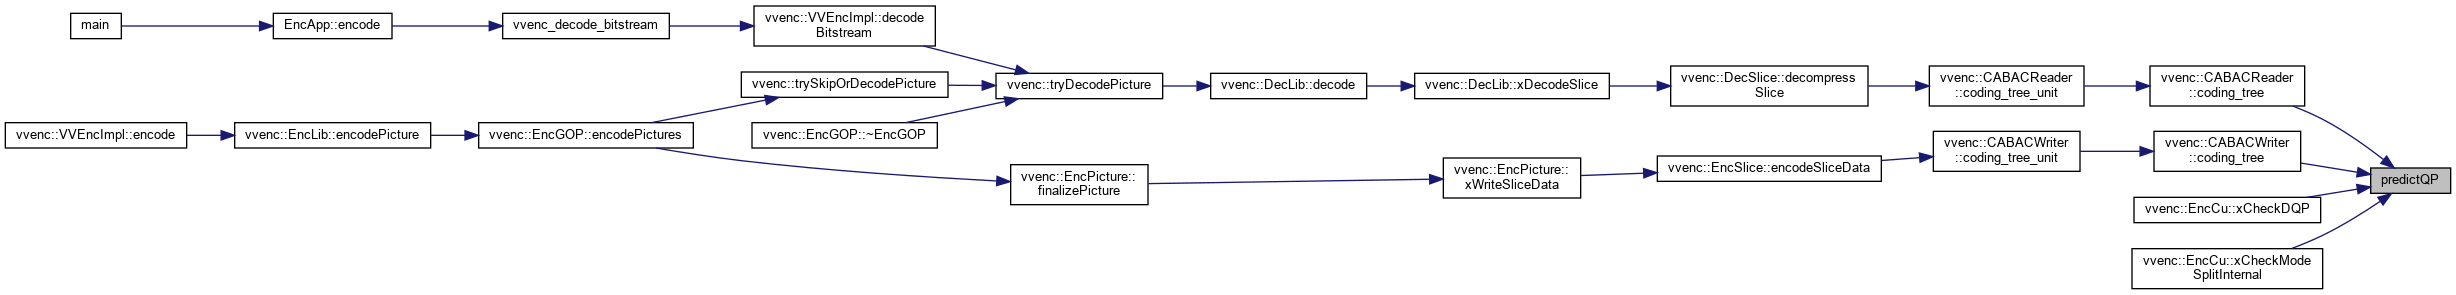 main
EncApp::encode
vvenc_decode_bitstream
vvenc::VVEncImpl::decode
Bitstream
vvenc::trySkipOrDecodePicture
vvenc::tryDecodePicture
vvenc::DecLib::decode
vvenc::DecLib::xDecodeSlice
vvenc::DecSlice::decompress
Slice
vvenc::CABACReader
::coding_tree_unit
vvenc::CABACReader
::coding_tree
vvenc::VVEncImpl::encode
vvenc::EncLib::encodePicture
vvenc::EncGOP::encodePictures
vvenc::EncGOP::~EncGOP
vvenc::EncPicture::
finalizePicture
vvenc::EncPicture::
xWriteSliceData
vvenc::EncSlice::encodeSliceData
vvenc::CABACWriter
::coding_tree_unit
vvenc::CABACWriter
::coding_tree
predictQP
vvenc::EncCu::xCheckDQP
vvenc::EncCu::xCheckMode
SplitInternal